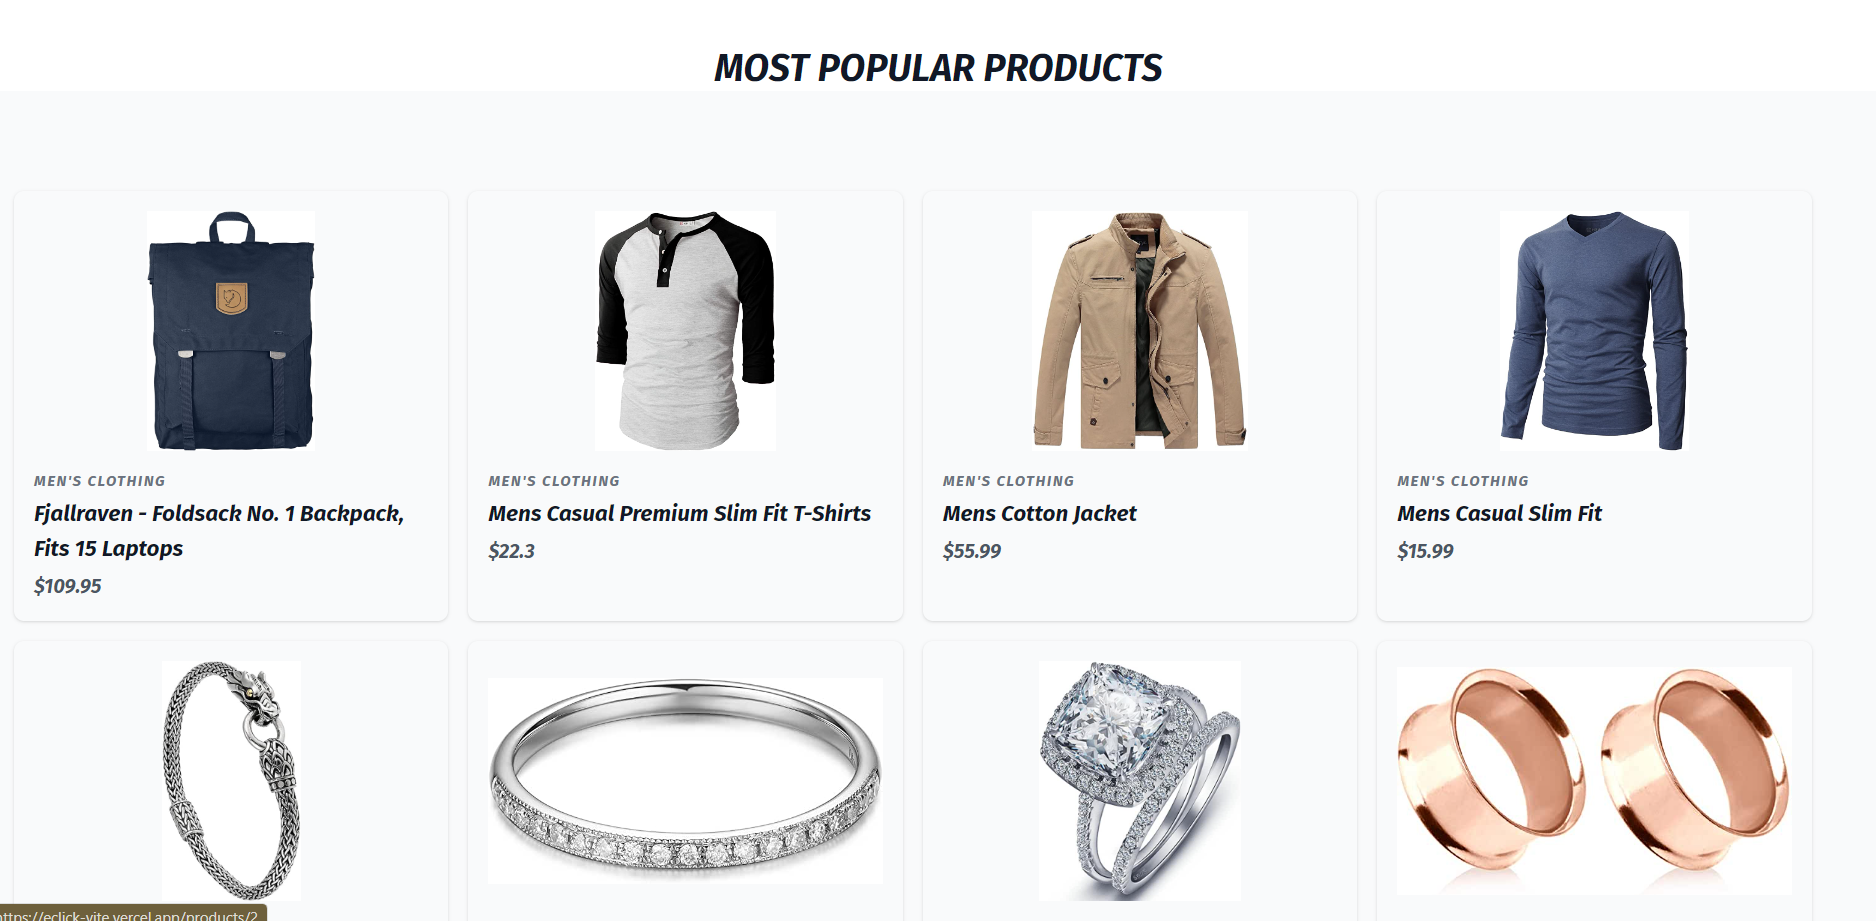 MOST POPULAR PRODUCTS
MEN'S CLOTHING
Fjallraven - Foldsack No. 1 Backpack,
Fits 15 Laptops
$109.95
MEN'S CLOTHING
Mens Casual Premium Slim Fit T-Shirts
$22.3
MEN'S CLOTHING
Mens Cotton Jacket
$55.99
MEN'S CLOTHING
Mens Casual Slim Fit
$15.99
https://eclick-vite.vercel.app/products/2